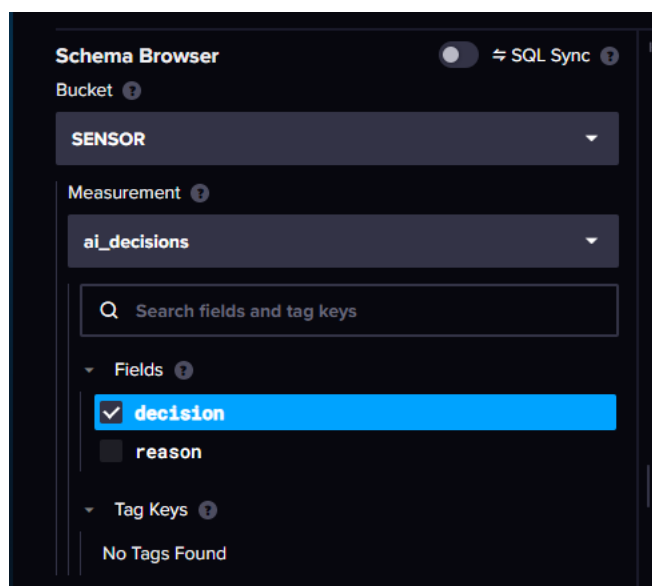 Schema Browser
⇋ SQL Sync ?
Bucket ?
SENSOR
Measurement ?
ai_decisions
Search fields and tag keys
Fields ?
decision
reason
Tag Keys ?
No Tags Found